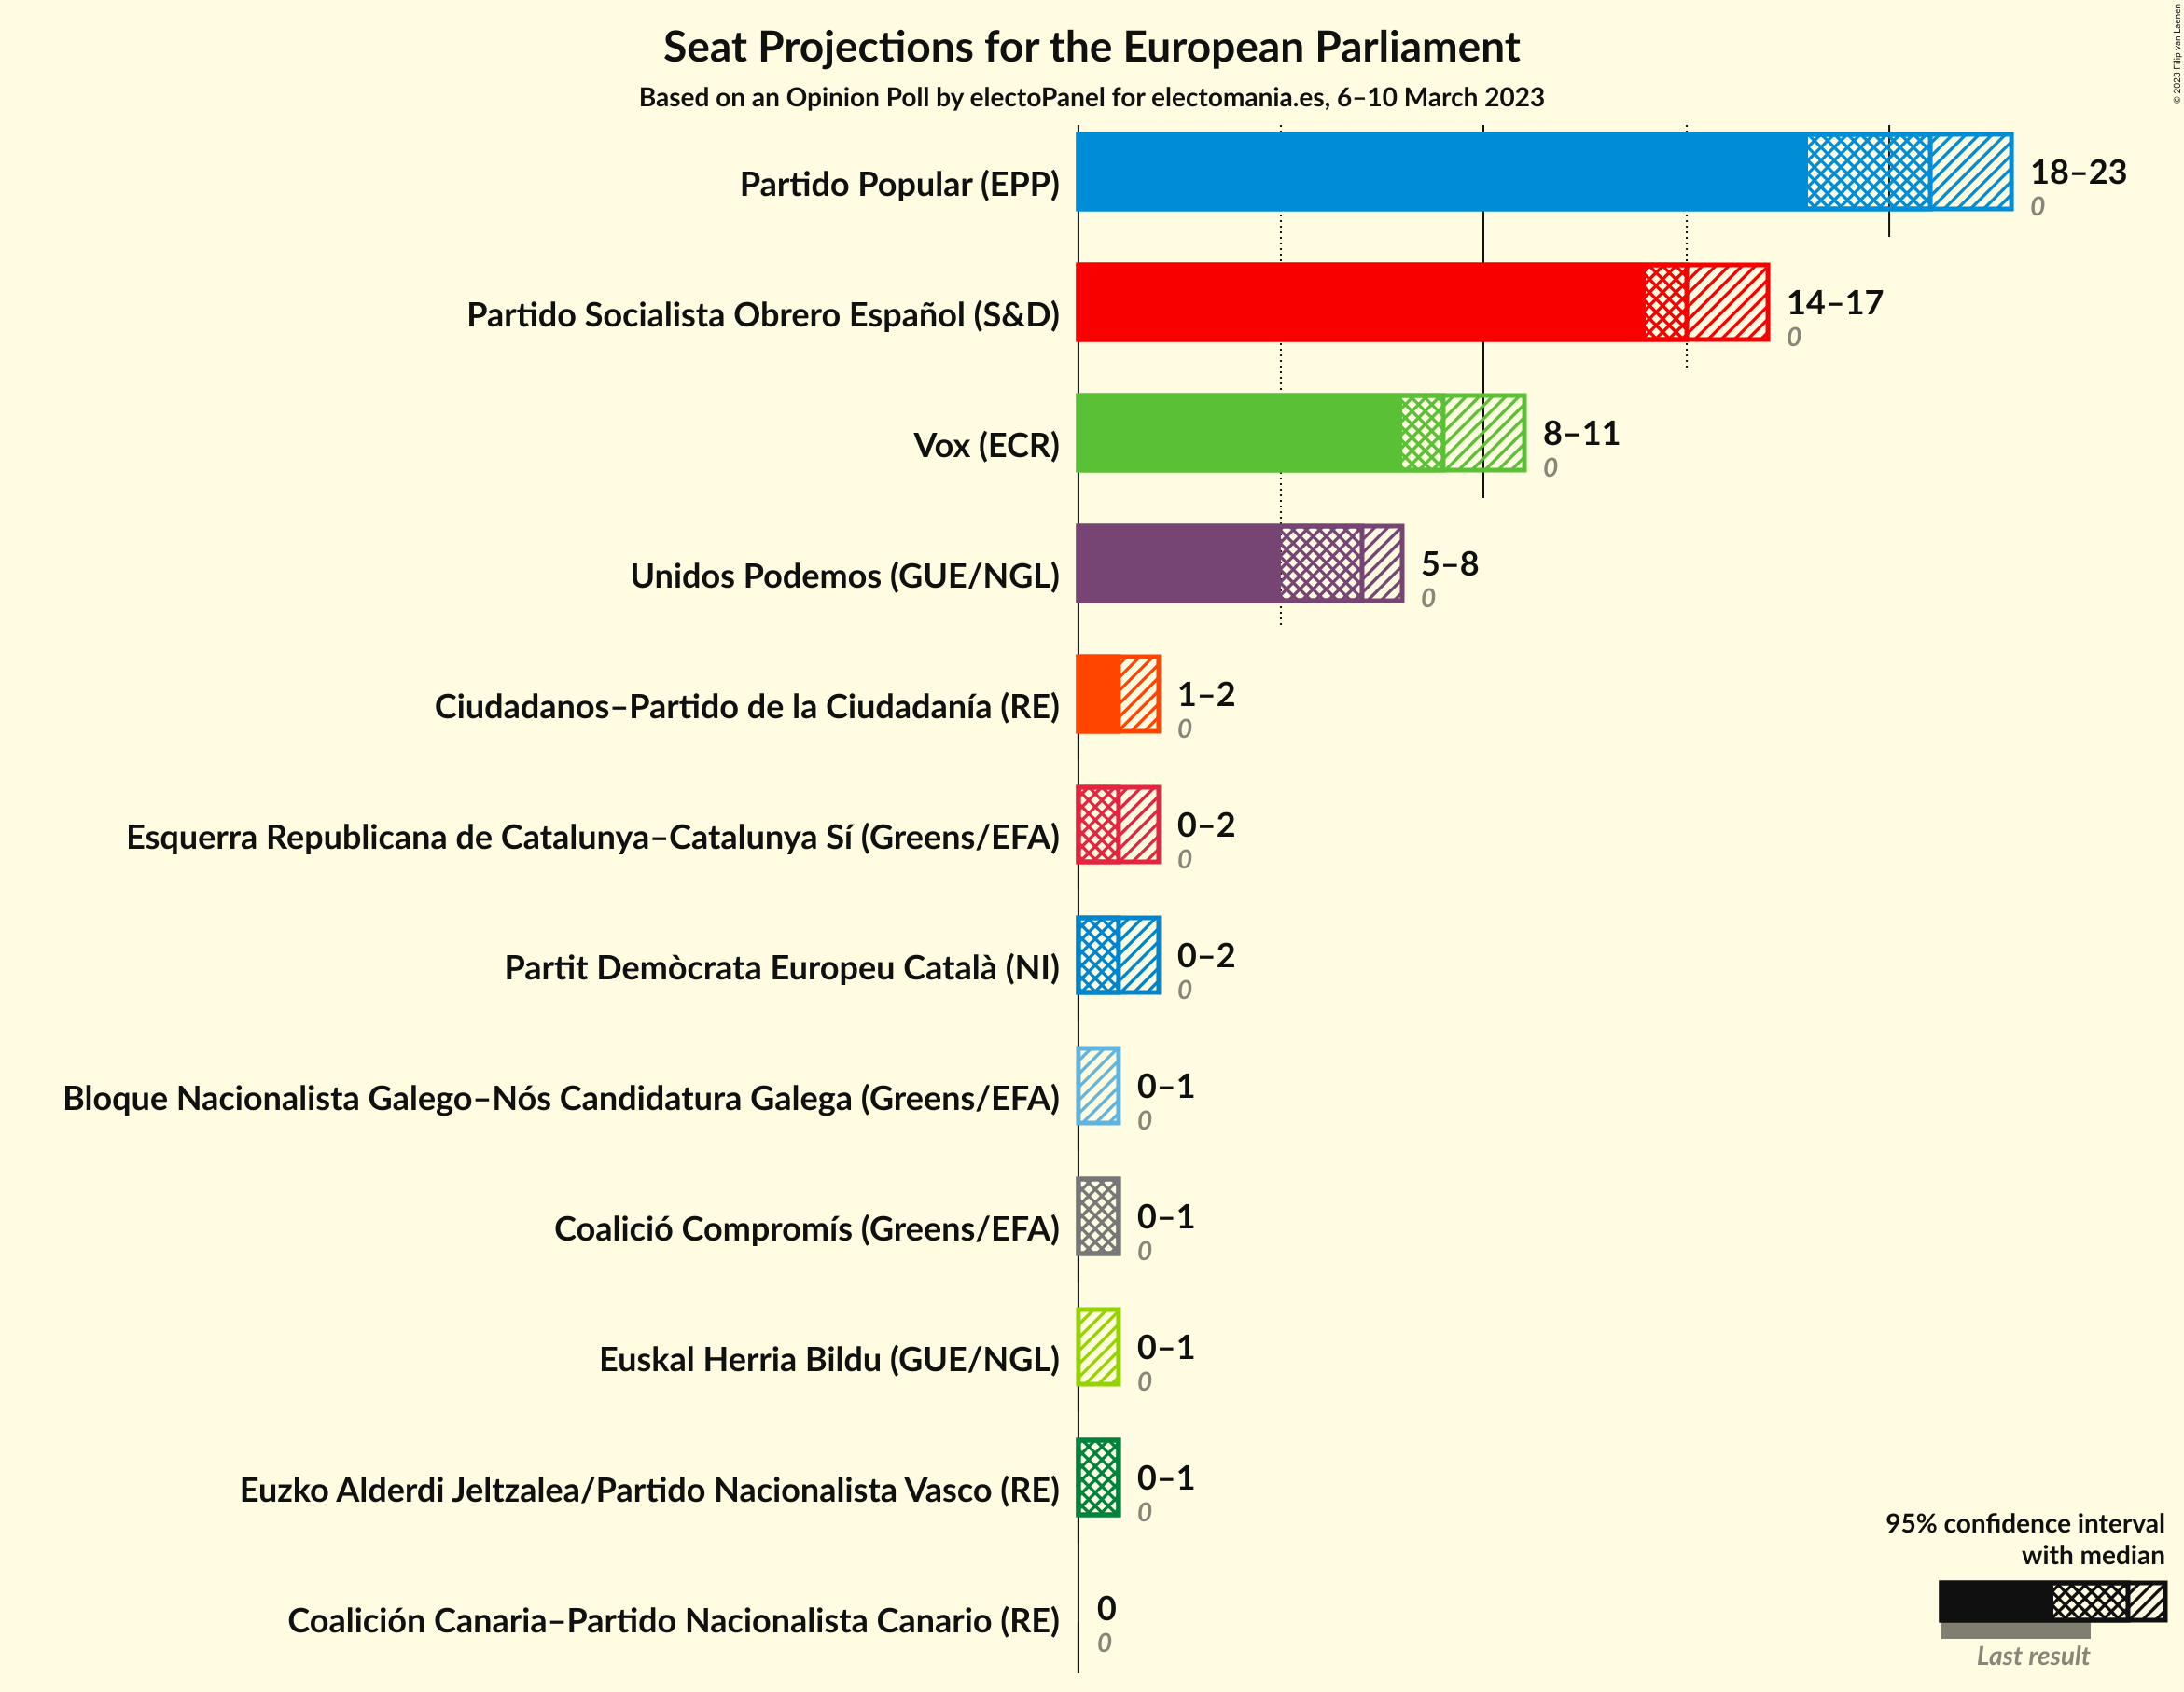 Seat Projections for the European Parliament
Based on an Opinion Poll by electoPanel for electomania.es, 6–10 March 2023
© 2023 Filip van Laenen
Partido Popular (EPP)
18–23
0
Partido Socialista Obrero Español (S&D)
14–17
0
Vox (ECR)
8–11
0
Unidos Podemos (GUE/NGL)
5–8
0
Ciudadanos–Partido de la Ciudadanía (RE)
1–2
0
Esquerra Republicana de Catalunya–Catalunya Sí (Greens/EFA)
0–2
0
Partit Demòcrata Europeu Català (NI)
0–2
0
Bloque Nacionalista Galego–Nós Candidatura Galega (Greens/EFA)
0–1
0
Coalició Compromís (Greens/EFA)
0–1
0
Euskal Herria Bildu (GUE/NGL)
0–1
0
Euzko Alderdi Jeltzalea/Partido Nacionalista Vasco (RE)
0–1
0
Coalición Canaria–Partido Nacionalista Canario (RE)
0
0
95% confidence interval
with median
Last result